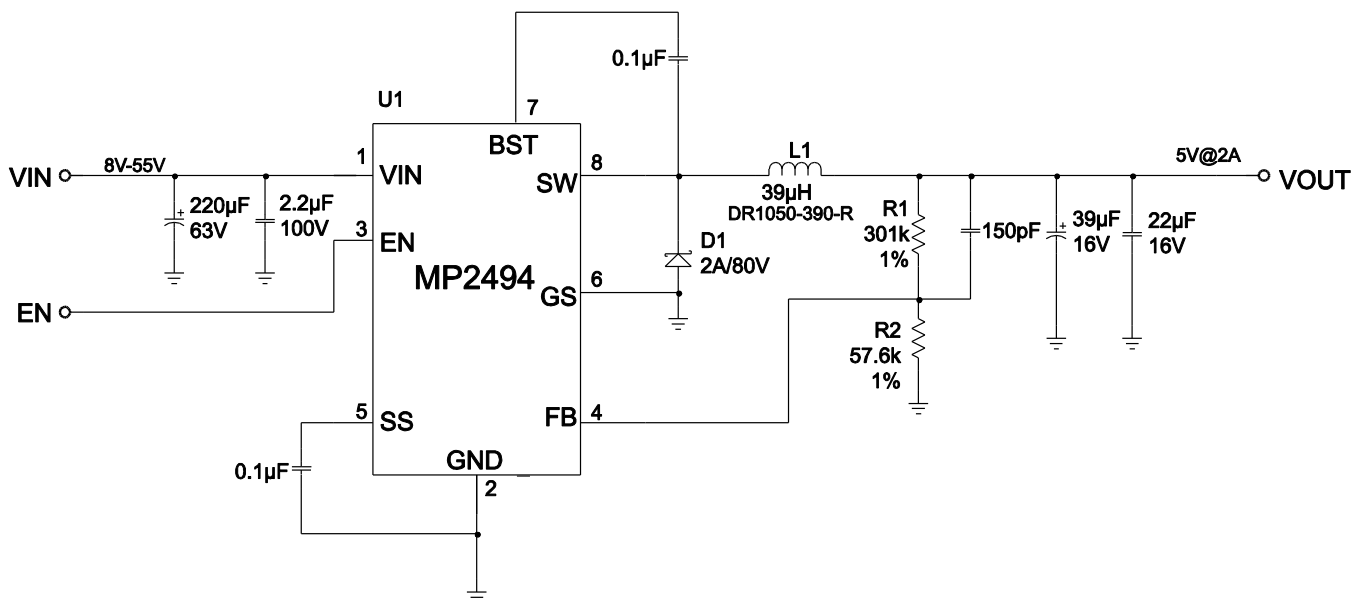 0.1µF
U1
7
BST
VIN
8V-55V
1
VIN
8
SW
L1
39µH
DR1050-390-R
5V@2A
VOUT
220µF
63V
2.2µF
100V
3
EN
MP2494
D1
2A/80V
6
GS
R1
301k
1%
150pF
39µF
16V
22µF
16V
EN
R2
57.6k
1%
5
SS
FB
4
0.1µF
GND
2